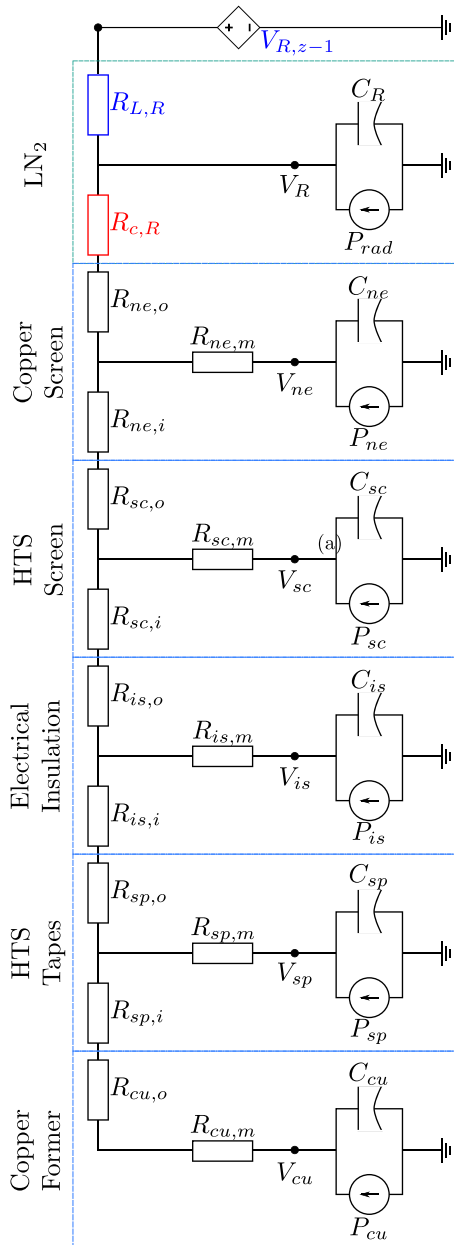 V_{R,z−1}
LN₂
R_{L,R}
C_R
V_R
R_{c,R}
P_{rad}
Copper
Screen
R_{ne,o}
C_{ne}
R_{ne,m}
V_{ne}
R_{ne,i}
P_{ne}
HTS
Screen
R_{sc,o}
C_{sc}
R_{sc,m}
(a)
V_{sc}
R_{sc,i}
P_{sc}
Electrical
Insulation
R_{is,o}
C_{is}
R_{is,m}
V_{is}
R_{is,i}
P_{is}
HTS
Tapes
R_{sp,o}
C_{sp}
R_{sp,m}
V_{sp}
R_{sp,i}
P_{sp}
Copper
Former
R_{cu,o}
C_{cu}
R_{cu,m}
V_{cu}
P_{cu}